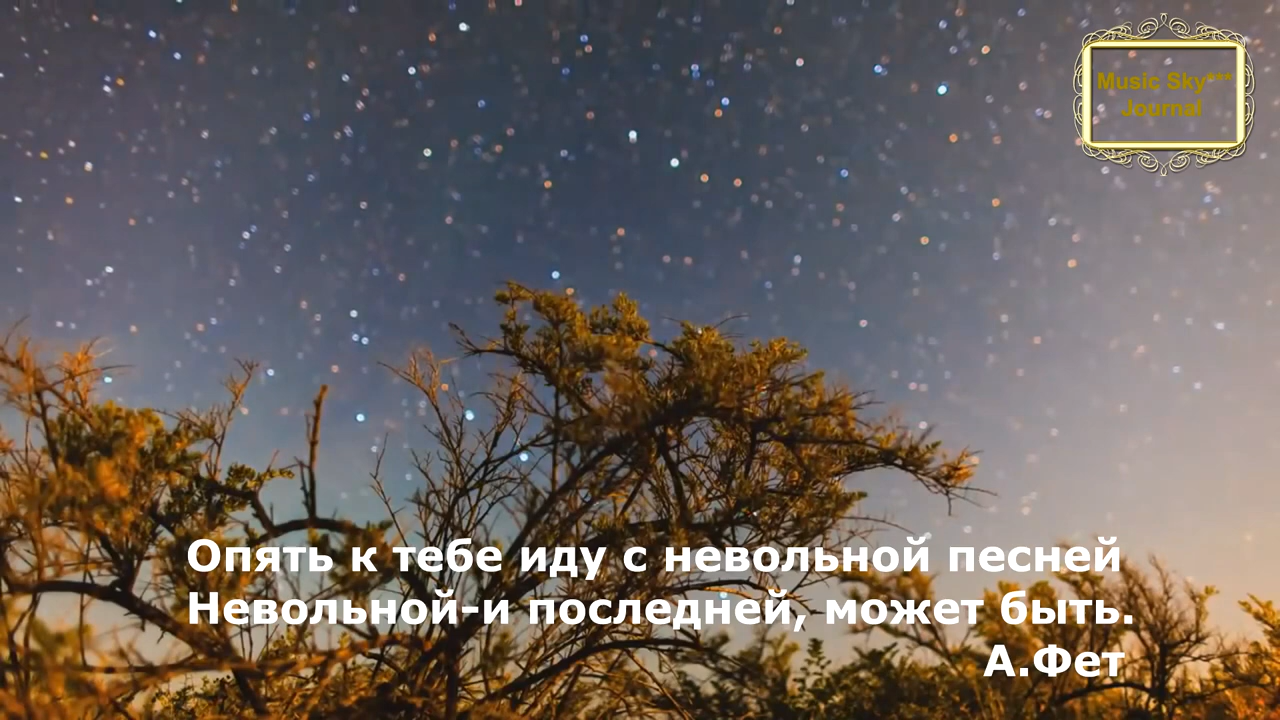 Music Sky***
Journal
Опять к тебе иду с невольной песней
Невольной-и последней, может быть.
А.Фет